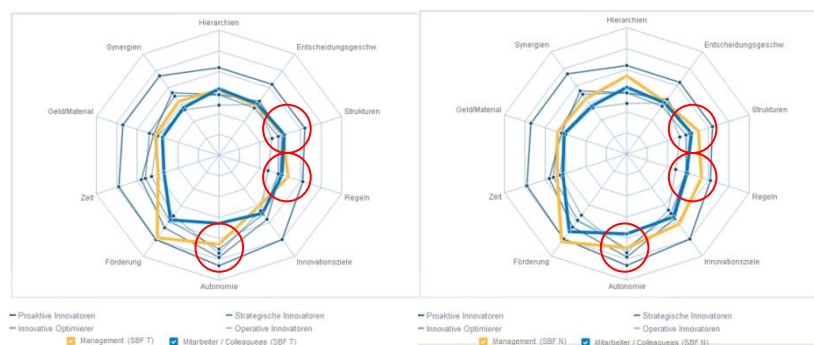 Hierarchien
Synergien
Entscheidungsgeschw.
Geld/Material
Strukturen
Zeit
Regeln
Förderung
Innovationsziele
Autonomie
Proaktive Innovatoren
Strategische Innovatoren
Innovative Optimierer
Operative Innovatoren
Management (SBF T)
Mitarbeiter / Colleagueas (SBF T)
Hierarchien
Synergien
Entscheidungsgeschw.
Geld/Material
Strukturen
Zeit
Regeln
Förderung
Innovationsziele
Autonomie
Proaktive Innovatoren
Strategische Innovatoren
Innovative Optimierer
Operative Innovatoren
Management (SBF N)
Mitarbeiter / Colleagueas (SBF N)